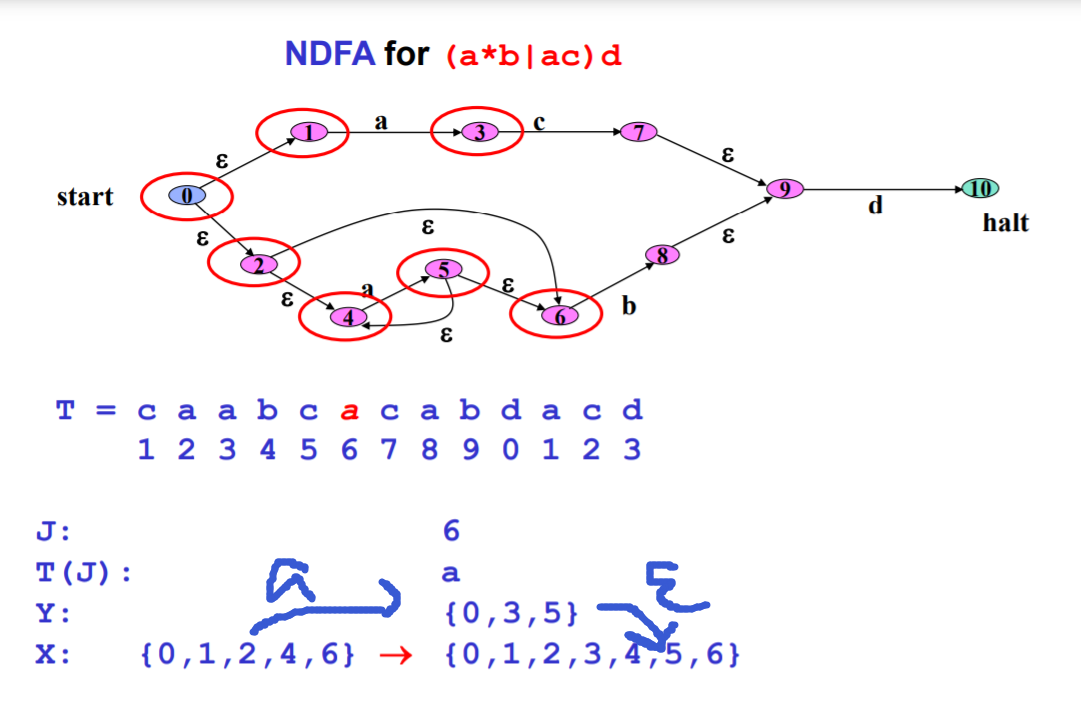 NDFA for (a*b|ac)d
1 a 3 c 7
ε ε
start 0 9 d 10
halt
ε ε ε
2 5 ε 8
ε a b
4 6
ε
T = c a a b c a c a b d a c d
1 2 3 4 5 6 7 8 9 0 1 2 3
J: 6
T(J): a
Y: {0,3,5}
X: {0,1,2,4,6} → {0,1,2,3,4,5,6}